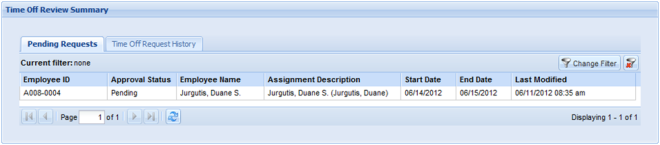 Time Off Review Summary
Pending Requests Time Off Request History
Current filter: none Change Filter
Employee ID Approval Status Employee Name Assignment Description Start Date End Date Last Modified
A008-0004 Pending Jurgutis, Duane S. Jurgutis, Duane S. (Jurgutis, Duane) 06/14/2012 06/15/2012 06/11/2012 08:35 am
Page 1 of 1 Displaying 1 - 1 of 1